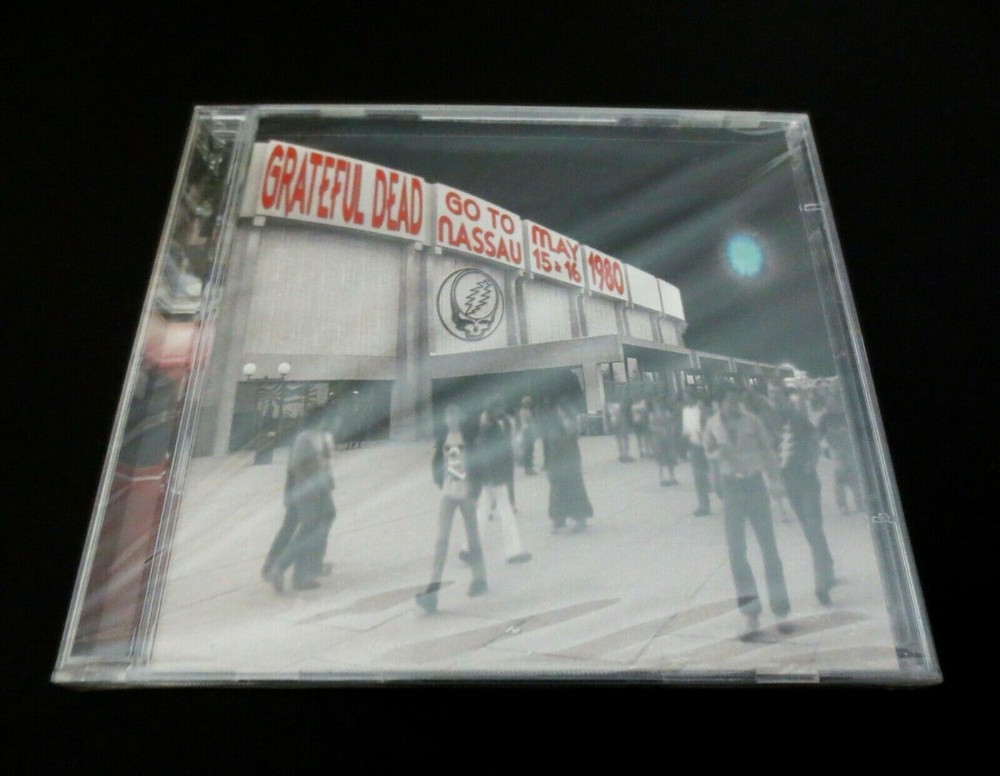 GRATEFUL DEAD
GO TO
NASSAU
MAY
15 & 16
1980